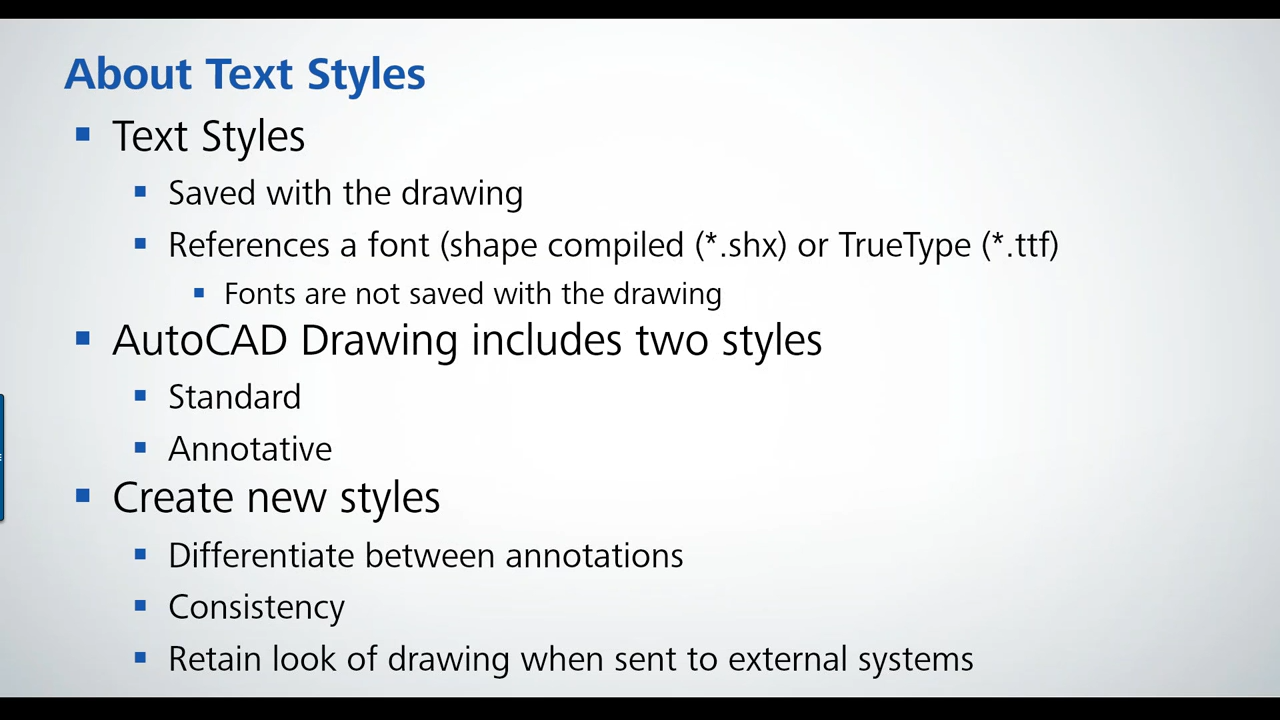 About Text Styles
Text Styles
Saved with the drawing
References a font (shape compiled (*.shx) or TrueType (*.ttf)
Fonts are not saved with the drawing
AutoCAD Drawing includes two styles
Standard
Annotative
Create new styles
Differentiate between annotations
Consistency
Retain look of drawing when sent to external systems